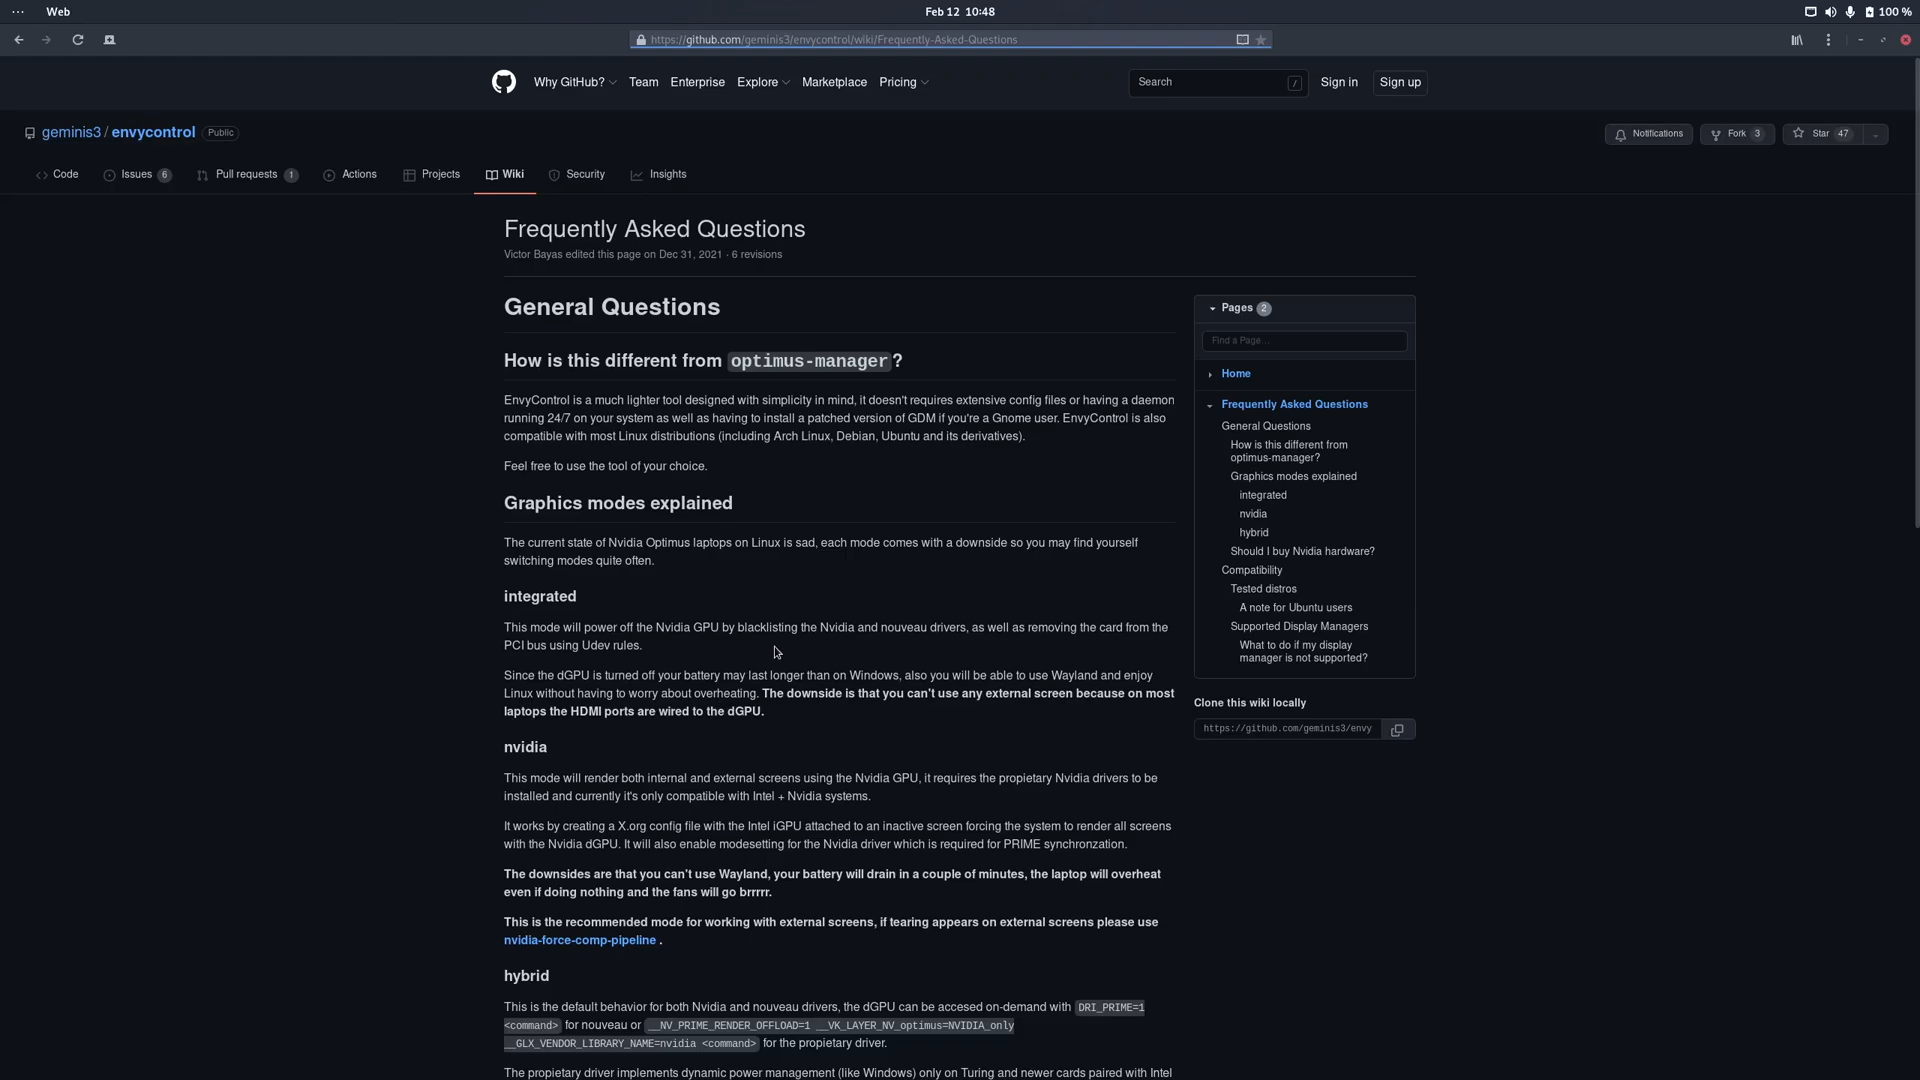 Web
Feb 12 10:48
100 %
https://github.com/geminis3/envycontrol/wiki/Frequently-Asked-Questions
Why GitHub? Team Enterprise Explore Marketplace Pricing
Search /
Sign in
Sign up
geminis3 / envycontrol Public
Notifications
Fork 3
Star 47
Code
Issues 6
Pull requests 1
Actions
Projects
Wiki
Security
Insights
Frequently Asked Questions
Victor Bayas edited this page on Dec 31, 2021 · 6 revisions
General Questions
How is this different from optimus-manager ?
EnvyControl is a much lighter tool designed with simplicity in mind, it doesn't requires extensive config files or having a daemon
running 24/7 on your system as well as having to install a patched version of GDM if you're a Gnome user. EnvyControl is also
compatible with most Linux distributions (including Arch Linux, Debian, Ubuntu and its derivatives).
Feel free to use the tool of your choice.
Graphics modes explained
The current state of Nvidia Optimus laptops on Linux is sad, each mode comes with a downside so you may find yourself
switching modes quite often.
integrated
This mode will power off the Nvidia GPU by blacklisting the Nvidia and nouveau drivers, as well as removing the card from the
PCI bus using Udev rules.
Since the dGPU is turned off your battery may last longer than on Windows, also you will be able to use Wayland and enjoy
Linux without having to worry about overheating. The downside is that you can't use any external screen because on most
laptops the HDMI ports are wired to the dGPU.
nvidia
This mode will render both internal and external screens using the Nvidia GPU, it requires the propietary Nvidia drivers to be
installed and currently it's only compatible with Intel + Nvidia systems.
It works by creating a X.org config file with the Intel iGPU attached to an inactive screen forcing the system to render all screens
with the Nvidia dGPU. It will also enable modesetting for the Nvidia driver which is required for PRIME synchronzation.
The downsides are that you can't use Wayland, your battery will drain in a couple of minutes, the laptop will overheat
even if doing nothing and the fans will go brrrrr.
This is the recommended mode for working with external screens, if tearing appears on external screens please use
nvidia-force-comp-pipeline .
hybrid
This is the default behavior for both Nvidia and nouveau drivers, the dGPU can be accesed on-demand with DRI_PRIME=1
<command> for nouveau or __NV_PRIME_RENDER_OFFLOAD=1 __VK_LAYER_NV_optimus=NVIDIA_only
__GLX_VENDOR_LIBRARY_NAME=nvidia <command> for the propietary driver.
The propietary driver implements dynamic power management (like Windows) only on Turing and newer cards paired with Intel
Pages 2
Find a Page...
Home
Frequently Asked Questions
General Questions
How is this different from
optimus-manager?
Graphics modes explained
integrated
nvidia
hybrid
Should I buy Nvidia hardware?
Compatibility
Tested distros
A note for Ubuntu users
Supported Display Managers
What to do if my display
manager is not supported?
Clone this wiki locally
https://github.com/geminis3/envy